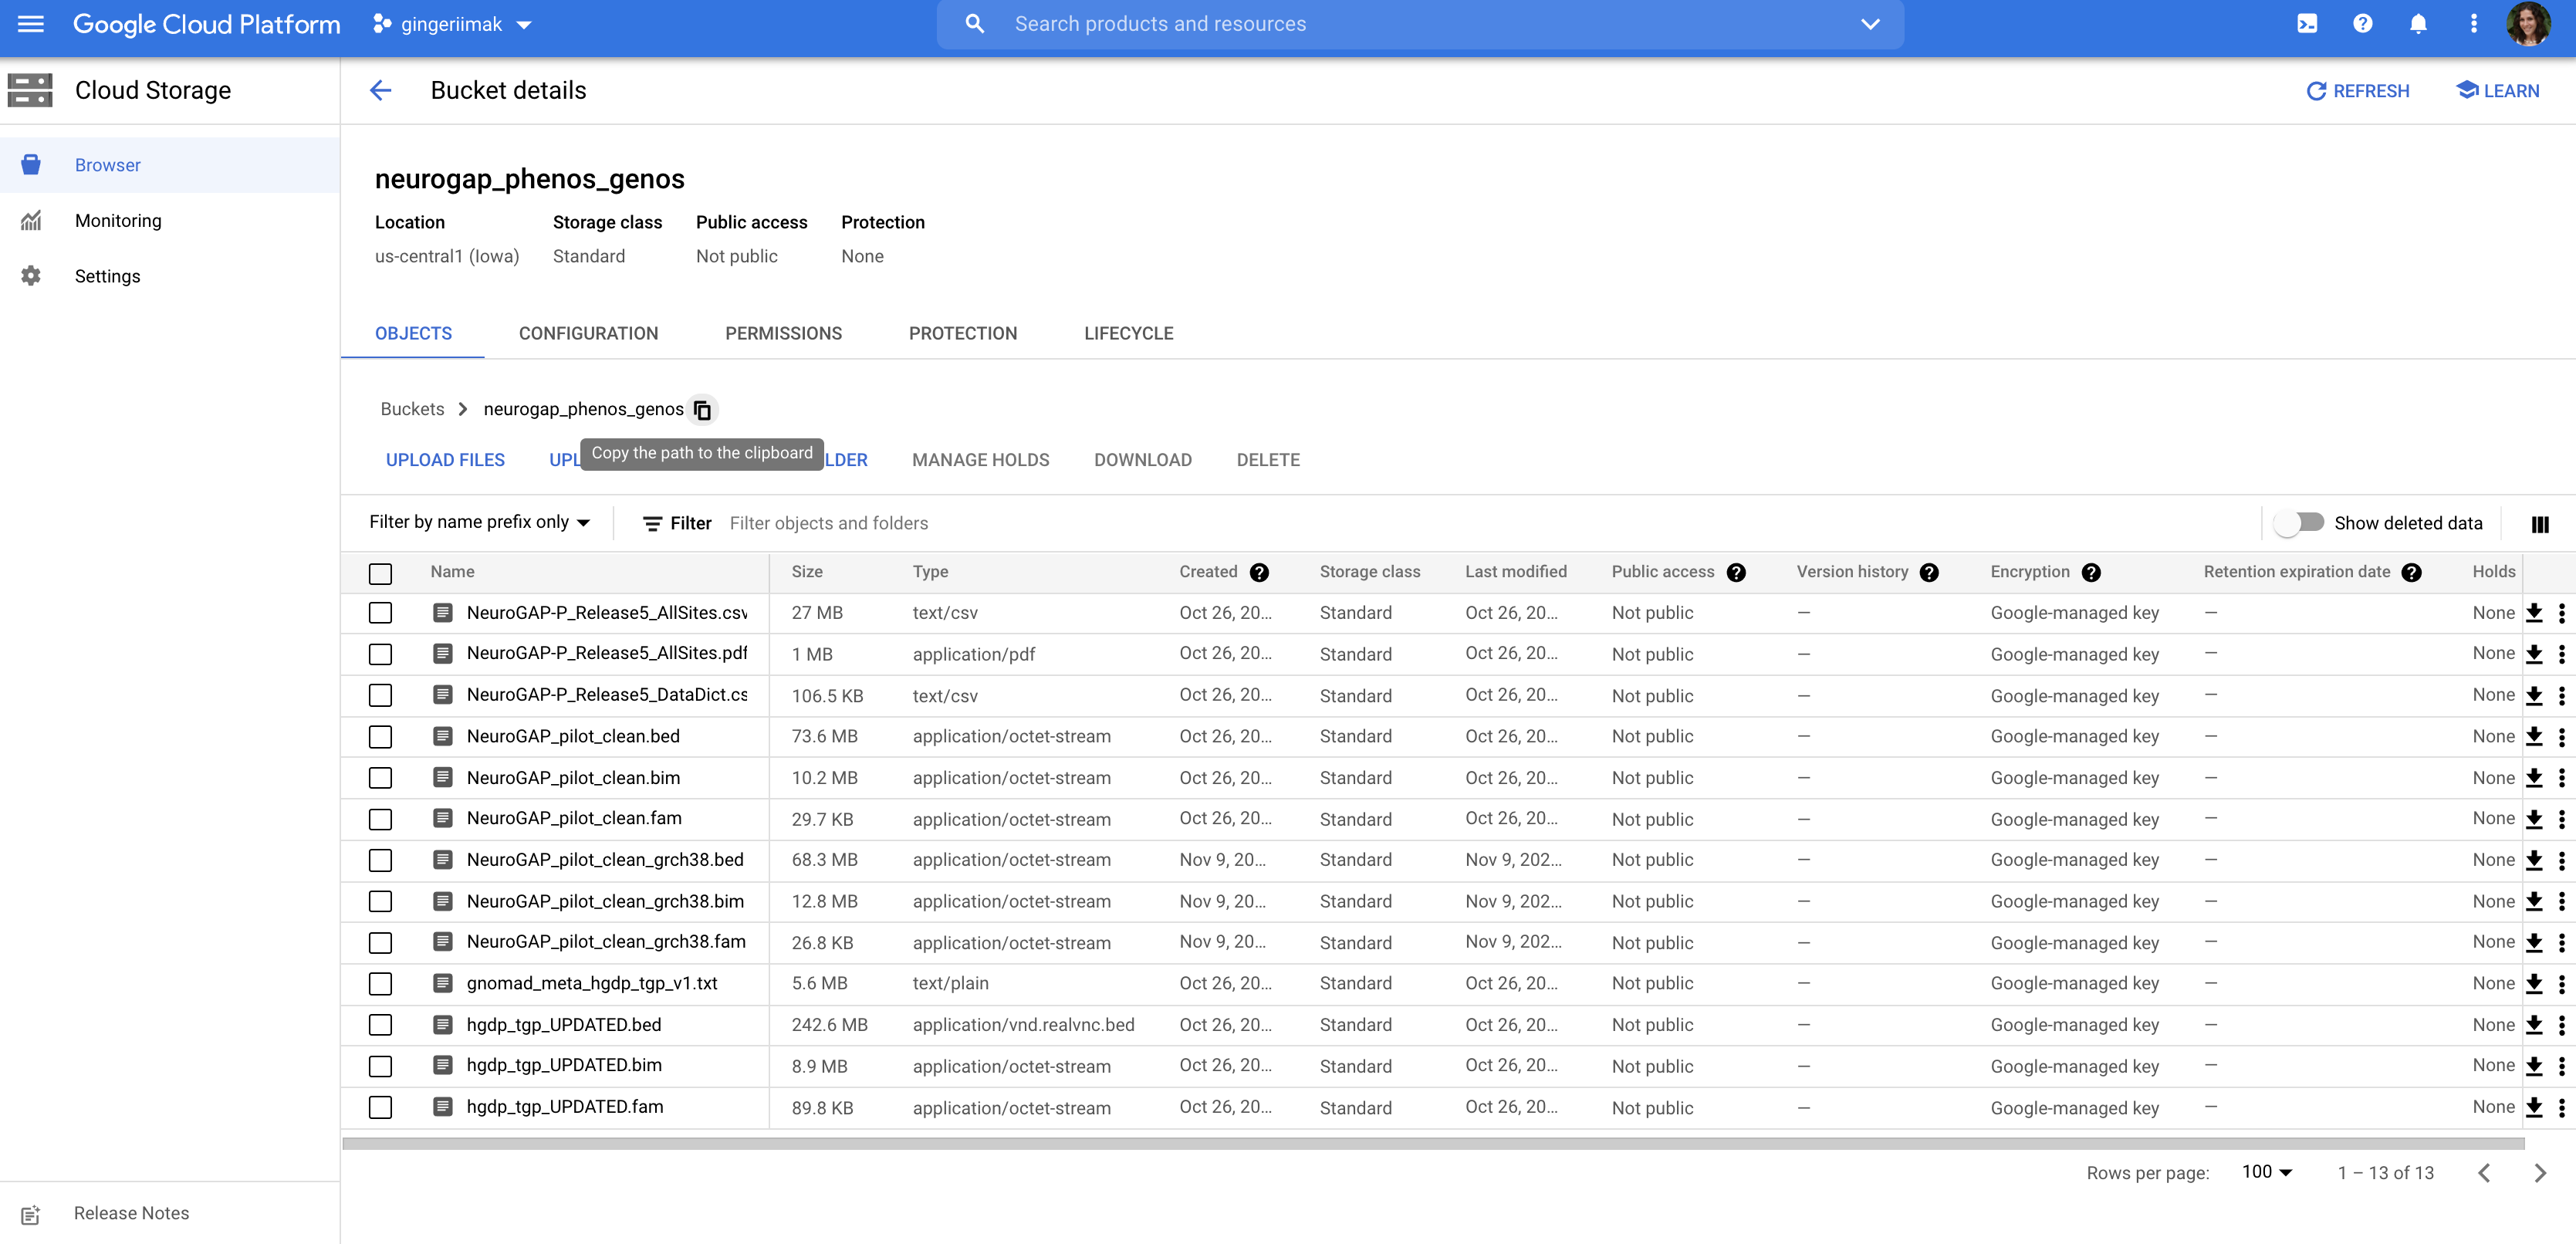 Google Cloud Platform gingeriimak Search products and resources
Cloud Storage Bucket details REFRESH LEARN
Browser
Monitoring
Settings
neurogap_phenos_genos
Location Storage class Public access Protection
us-central1 (Iowa) Standard Not public None
OBJECTS CONFIGURATION PERMISSIONS PROTECTION LIFECYCLE
Buckets neurogap_phenos_genos
Copy the path to the clipboard
UPLOAD FILES UPL LDER MANAGE HOLDS DOWNLOAD DELETE
Filter by name prefix only Filter Filter objects and folders Show deleted data
Name Size Type Created Storage class Last modified Public access Version history Encryption Retention expiration date Holds
NeuroGAP-P_Release5_AllSites.csv 27 MB text/csv Oct 26, 20... Standard Oct 26, 20... Not public — Google-managed key — None
NeuroGAP-P_Release5_AllSites.pdf 1 MB application/pdf Oct 26, 20... Standard Oct 26, 20... Not public — Google-managed key — None
NeuroGAP-P_Release5_DataDict.cs 106.5 KB text/csv Oct 26, 20... Standard Oct 26, 20... Not public — Google-managed key — None
NeuroGAP_pilot_clean.bed 73.6 MB application/octet-stream Oct 26, 20... Standard Oct 26, 20... Not public — Google-managed key — None
NeuroGAP_pilot_clean.bim 10.2 MB application/octet-stream Oct 26, 20... Standard Oct 26, 20... Not public — Google-managed key — None
NeuroGAP_pilot_clean.fam 29.7 KB application/octet-stream Oct 26, 20... Standard Oct 26, 20... Not public — Google-managed key — None
NeuroGAP_pilot_clean_grch38.bed 68.3 MB application/octet-stream Nov 9, 20... Standard Nov 9, 202... Not public — Google-managed key — None
NeuroGAP_pilot_clean_grch38.bim 12.8 MB application/octet-stream Nov 9, 20... Standard Nov 9, 202... Not public — Google-managed key — None
NeuroGAP_pilot_clean_grch38.fam 26.8 KB application/octet-stream Nov 9, 20... Standard Nov 9, 202... Not public — Google-managed key — None
gnomad_meta_hgdp_tgp_v1.txt 5.6 MB text/plain Oct 26, 20... Standard Oct 26, 20... Not public — Google-managed key — None
hgdp_tgp_UPDATED.bed 242.6 MB application/vnd.realvnc.bed Oct 26, 20... Standard Oct 26, 20... Not public — Google-managed key — None
hgdp_tgp_UPDATED.bim 8.9 MB application/octet-stream Oct 26, 20... Standard Oct 26, 20... Not public — Google-managed key — None
hgdp_tgp_UPDATED.fam 89.8 KB application/octet-stream Oct 26, 20... Standard Oct 26, 20... Not public — Google-managed key — None
Rows per page: 100 1 – 13 of 13
Release Notes